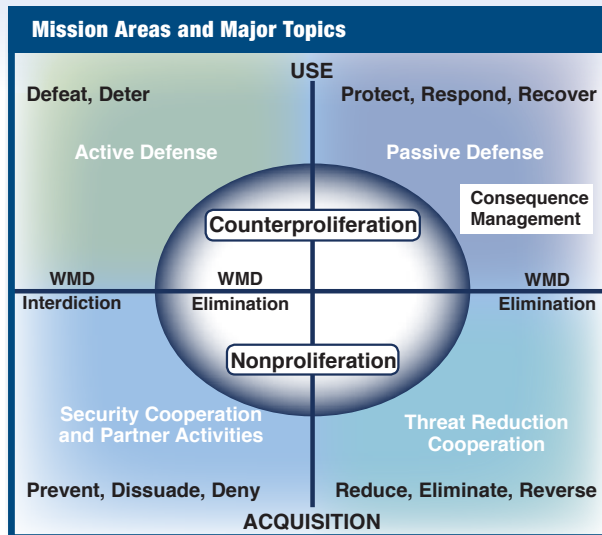 Mission Areas and Major Topics
USE
Defeat, Deter
Protect, Respond, Recover
Active Defense
Passive Defense
Consequence
Management
Counterproliferation
WMD
Interdiction
WMD
Elimination
WMD
Elimination
Nonproliferation
Security Cooperation
and Partner Activities
Threat Reduction
Cooperation
Prevent, Dissuade, Deny
Reduce, Eliminate, Reverse
ACQUISITION